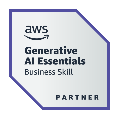 aws
Generative
AI Essentials
Business Skill
PARTNER